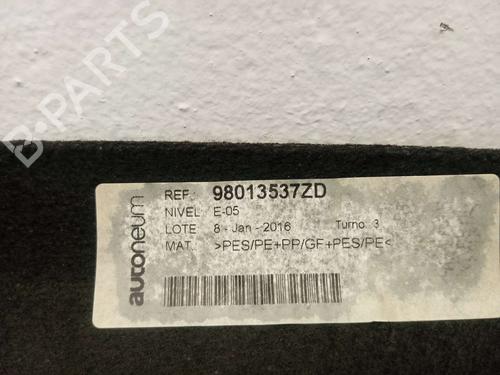 B-PARTS
autoneum
REF: 98013537ZD
NIVEL: E-05
LOTE 8 - Jan - 2016 Turno: 3
MAT. >PES/PE+PP/GF+PES/PE<